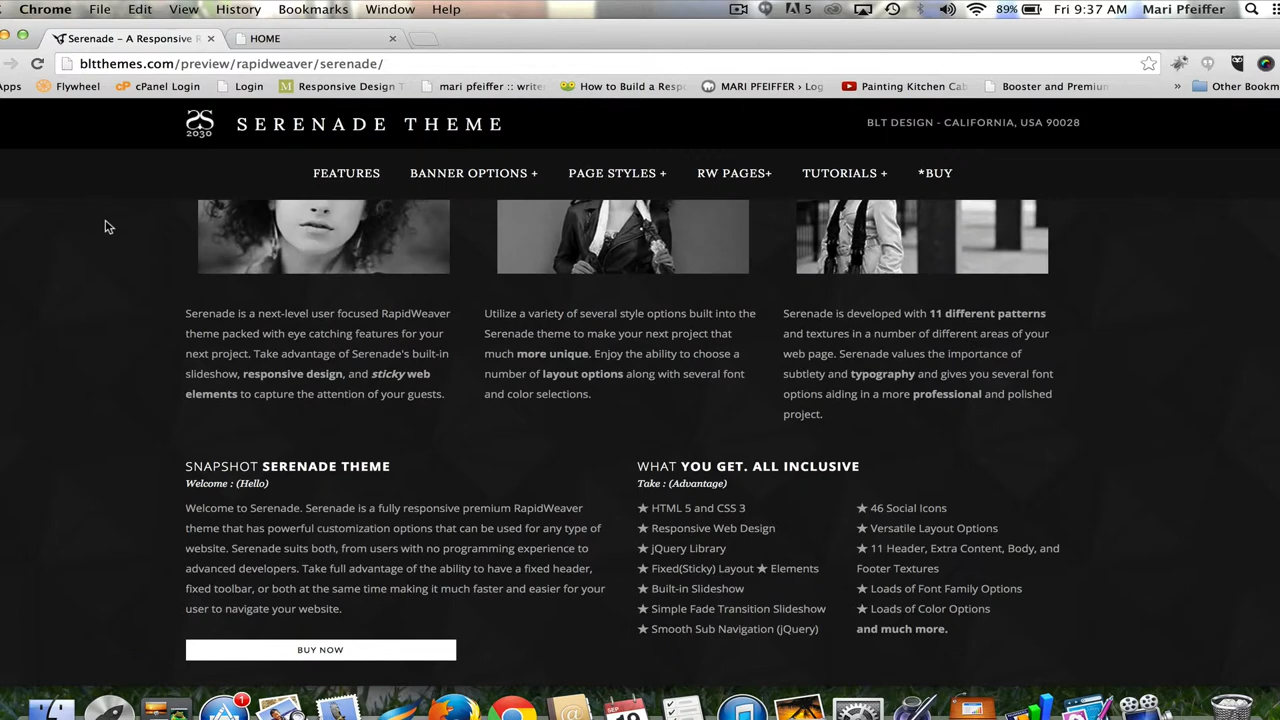 Chrome File Edit View History Bookmarks Window Help 5 89% Fri 9:37 AM Mari Pfeiffer
Serenade – A Responsive R HOME
bltthemes.com/preview/rapidweaver/serenade/
Apps Flywheel cPanel Login Login Responsive Design T mari pfeiffer :: write How to Build a Resp MARI PFEIFFER › Log Painting Kitchen Cab Booster and Premium » Other Bookm
2030 SERENADE THEME BLT DESIGN - CALIFORNIA, USA 90028
FEATURES BANNER OPTIONS + PAGE STYLES + RW PAGES+ TUTORIALS + *BUY
Serenade is a next-level user focused RapidWeaver
theme packed with eye catching features for your
next project. Take advantage of Serenade's built-in
slideshow, responsive design, and sticky web
elements to capture the attention of your guests.
Utilize a variety of several style options built into the
Serenade theme to make your next project that
much more unique. Enjoy the ability to choose a
number of layout options along with several font
and color selections.
Serenade is developed with 11 different patterns
and textures in a number of different areas of your
web page. Serenade values the importance of
subtlety and typography and gives you several font
options aiding in a more professional and polished
project.
SNAPSHOT SERENADE THEME
Welcome : (Hello)
Welcome to Serenade. Serenade is a fully responsive premium RapidWeaver
theme that has powerful customization options that can be used for any type of
website. Serenade suits both, from users with no programming experience to
advanced developers. Take full advantage of the ability to have a fixed header,
fixed toolbar, or both at the same time making it much faster and easier for your
user to navigate your website.
BUY NOW
WHAT YOU GET. ALL INCLUSIVE
Take : (Advantage)
★ HTML 5 and CSS 3
★ Responsive Web Design
★ jQuery Library
★ Fixed(Sticky) Layout ★ Elements
★ Built-in Slideshow
★ Simple Fade Transition Slideshow
★ Smooth Sub Navigation (jQuery)
★ 46 Social Icons
★ Versatile Layout Options
★ 11 Header, Extra Content, Body, and
Footer Textures
★ Loads of Font Family Options
★ Loads of Color Options
and much more.
1
SEP